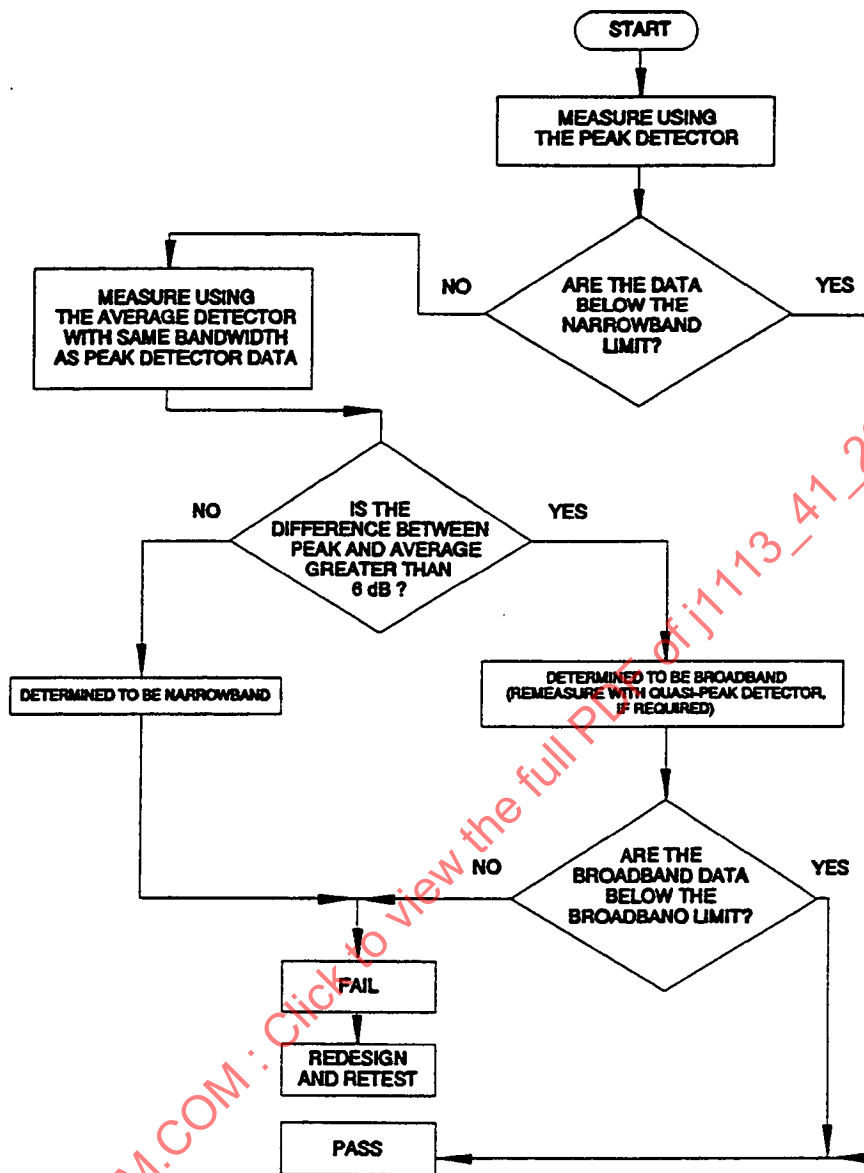 START
MEASURE USING
THE PEAK DETECTOR
NO
ARE THE DATA
BELOW THE
NARROWBAND
LIMIT?
YES
MEASURE USING
THE AVERAGE DETECTOR
WITH SAME BANDWIDTH
AS PEAK DETECTOR DATA
NO
IS THE
DIFFERENCE BETWEEN
PEAK AND AVERAGE
GREATER THAN
6 dB ?
YES
DETERMINED TO BE NARROWBAND
DETERMINED TO BE BROADBAND
(REMEASURE WITH QUASI-PEAK DETECTOR,
IF REQUIRED)
NO
ARE THE
BROADBAND DATA
BELOW THE
BROADBAND LIMIT?
YES
FAIL
REDESIGN
AND RETEST
PASS
M.COM : Click to view the full PDF of j1113_41_2